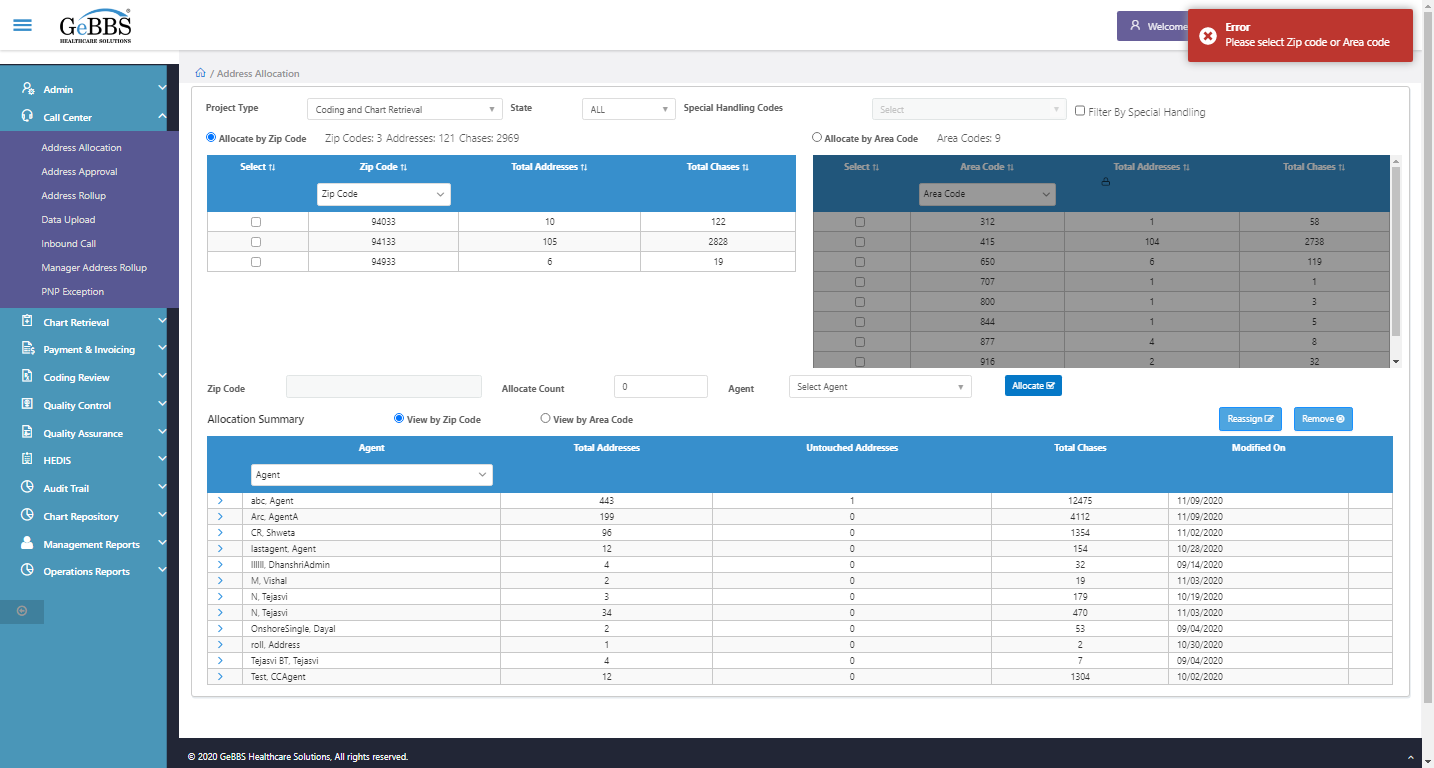 GeBBS
HEALTHCARE SOLUTIONS
Welcome
Error
Please select Zip code or Area code
Admin
Call Center
Address Allocation
Address Approval
Address Rollup
Data Upload
Inbound Call
Manager Address Rollup
PNP Exception
Chart Retrieval
Payment & Invoicing
Coding Review
Quality Control
Quality Assurance
HEDIS
Audit Trail
Chart Repository
Management Reports
Operations Reports
/ Address Allocation
Project Type Coding and Chart Retrieval State ALL Special Handling Codes Select Filter By Special Handling
Allocate by Zip Code Zip Codes: 3 Addresses: 121 Chases: 2969
Select Zip Code Total Addresses Total Chases
Zip Code
94033 10 122
94133 105 2828
94933 6 19
Allocate by Area Code Area Codes: 9
Select Area Code Total Addresses Total Chases
Area Code
312 1 58
415 104 2738
650 6 119
707 1 1
800 1 3
844 1 5
877 4 8
916 2 32
Zip Code Allocate Count 0 Agent Select Agent Allocate
Allocation Summary View by Zip Code View by Area Code Reassign Remove
Agent Total Addresses Untouched Addresses Total Chases Modified On
Agent
abc, Agent 443 1 12475 11/09/2020
Arc, AgentA 199 0 4112 11/09/2020
CR, Shweta 96 0 1354 11/02/2020
lastagent, Agent 12 0 154 10/28/2020
DhanshriAdmin 4 0 32 09/14/2020
M, Vishal 2 0 19 11/03/2020
N, Tejasvi 3 0 179 10/19/2020
N, Tejasvi 34 0 470 11/03/2020
OnshoreSingle, Dayal 2 0 53 09/04/2020
roll, Address 1 0 2 10/30/2020
Tejasvi BT, Tejasvi 4 0 7 09/04/2020
Test, CCAgent 12 0 1304 10/02/2020
© 2020 GeBBS Healthcare Solutions, All rights reserved.